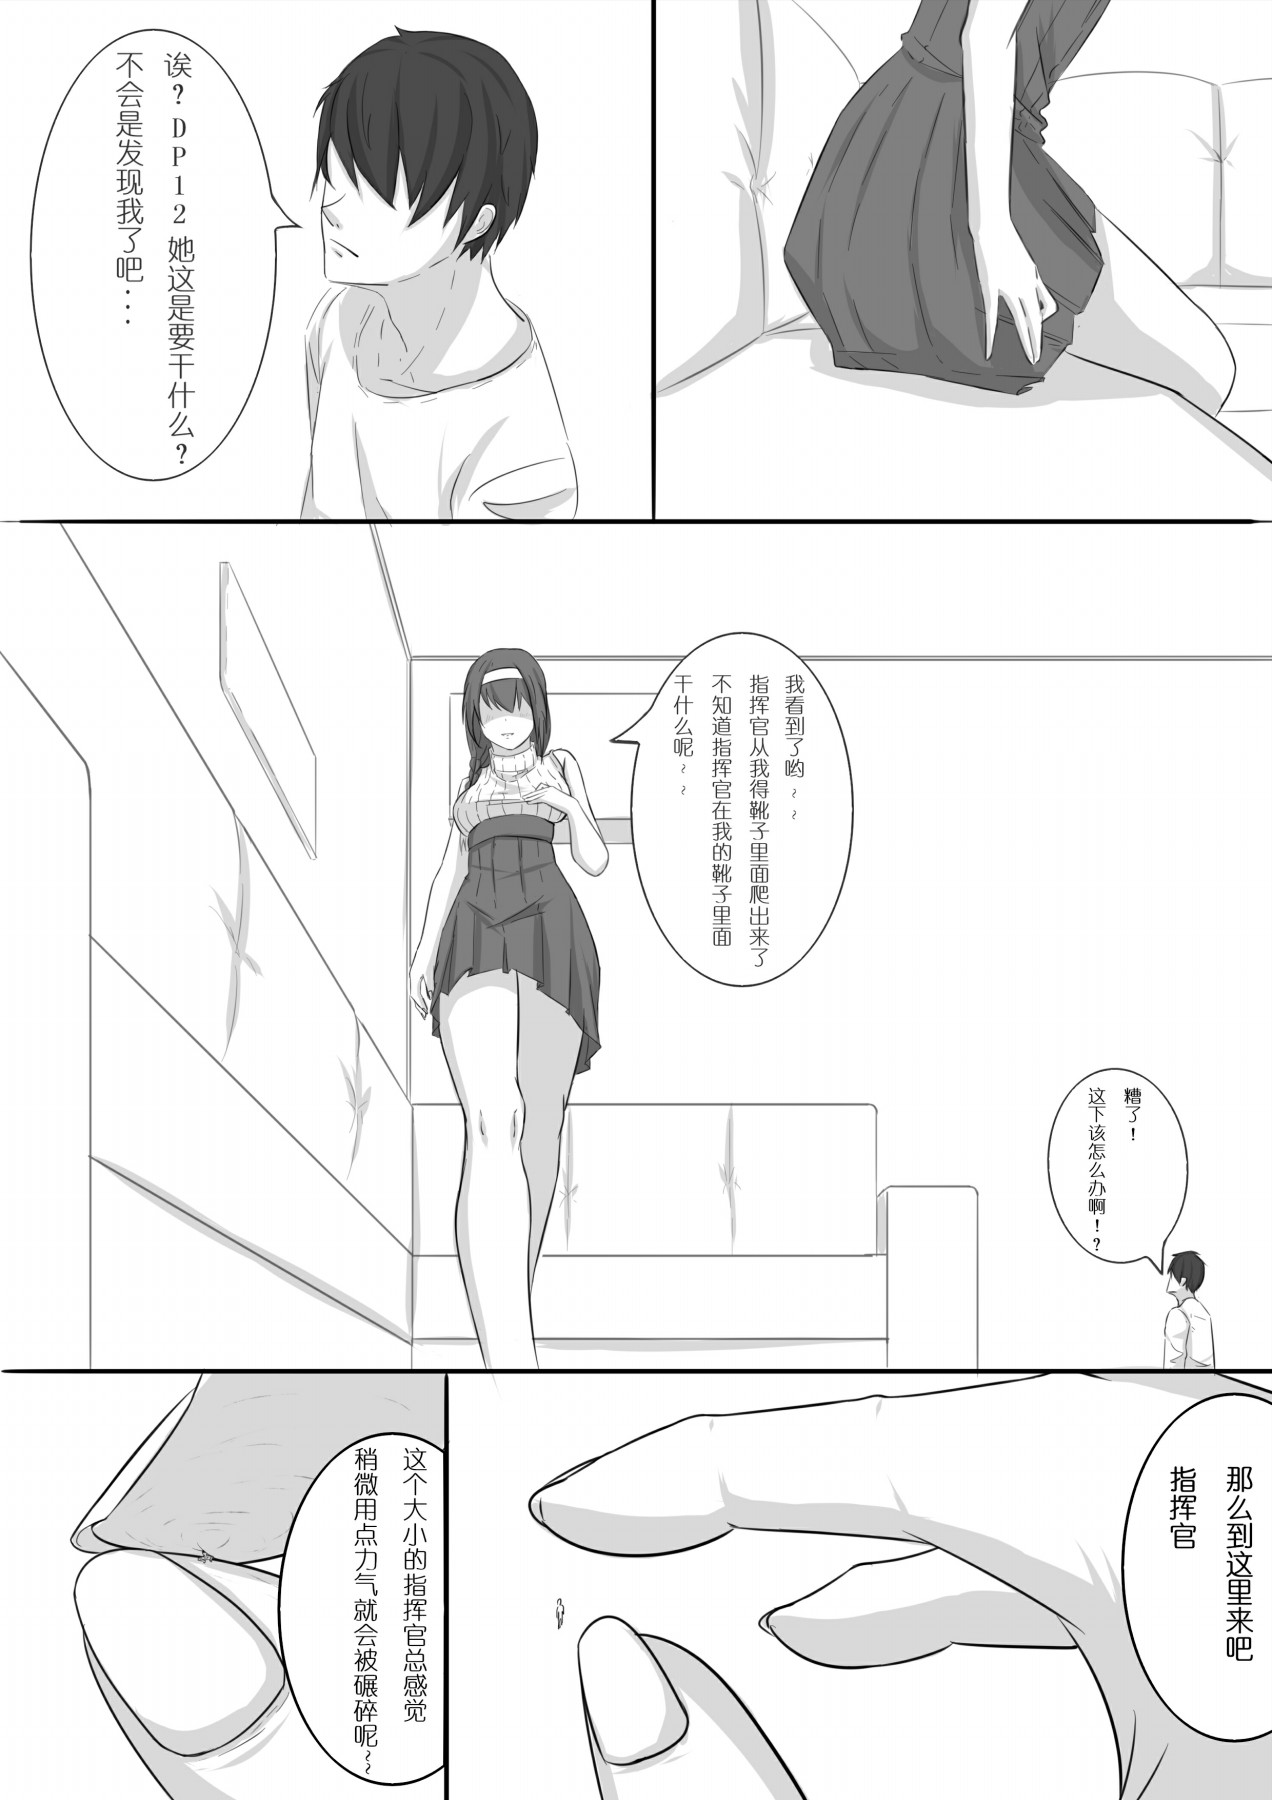 诶？DP12她这是要干什么？
不会是发现我了吧...
我看到了哟~~
指挥官从我得靴子里面爬出来了
不知道指挥官在我的靴子里面
干什么呢~~
糟了！
这下该怎么办啊！？
那么到这里来吧
指挥官
这个大小的指挥官总感觉
稍微用点力气就会被碾碎呢~~